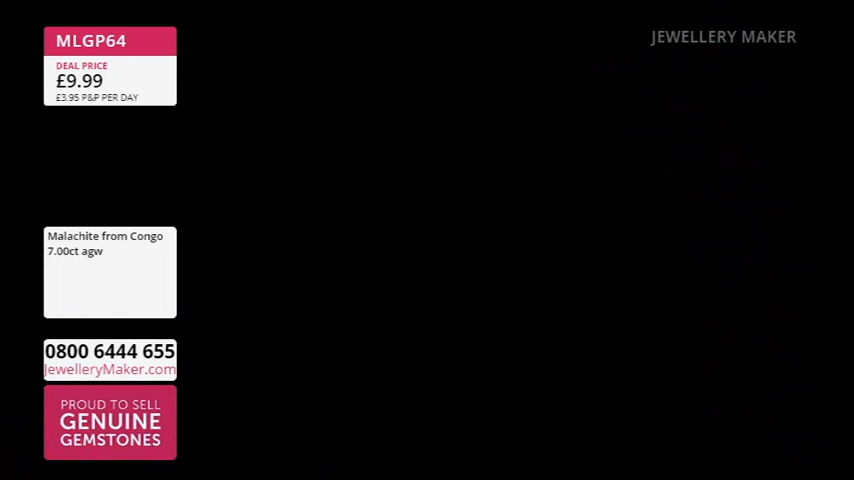 MLGP64
DEAL PRICE
£9.99
£3.95 P&P PER DAY
JEWELLERY MAKER
Malachite from Congo
7.00ct agw
0800 6444 655
JewelleryMaker.com
PROUD TO SELL
GENUINE
GEMSTONES